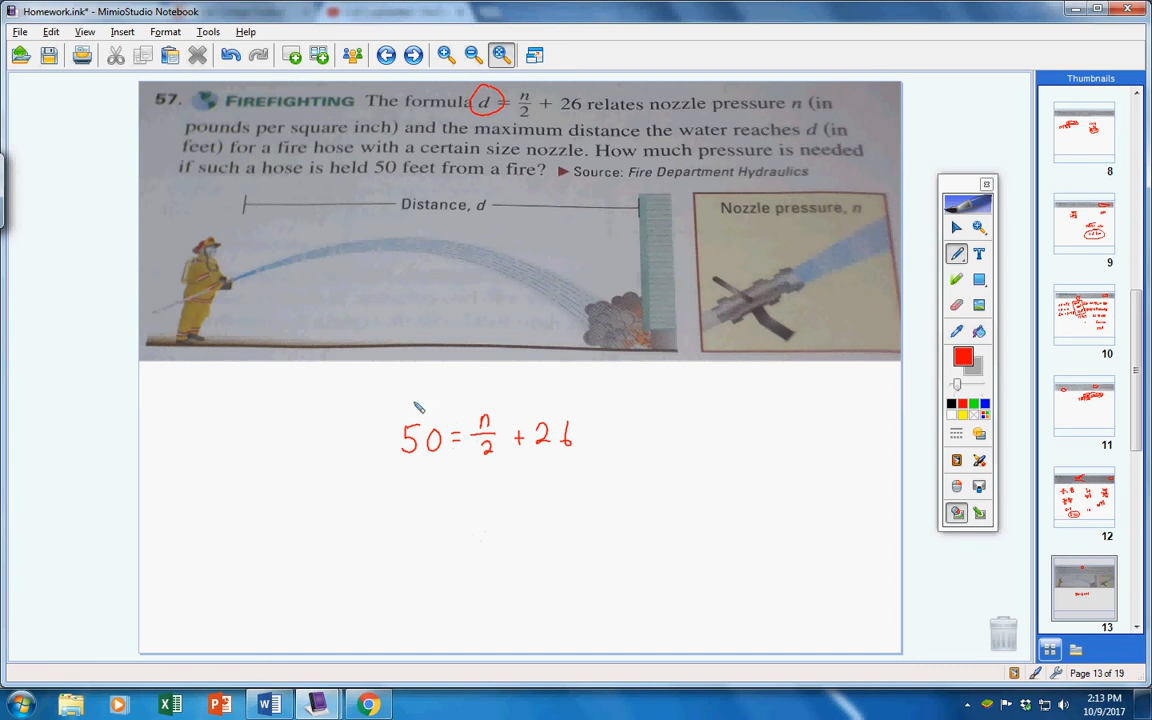 Homework.ink* - MimioStudio Notebook
File Edit View Insert Format Tools Help
57. FIREFIGHTING The formula d = n/2 + 26 relates nozzle pressure n (in
pounds per square inch) and the maximum distance the water reaches d (in
feet) for a fire hose with a certain size nozzle. How much pressure is needed
if such a hose is held 50 feet from a fire? ► Source: Fire Department Hydraulics
Distance, d
Nozzle pressure, n
50 = n/2 + 26
Thumbnails
8
9
10
11
12
13
Page 13 of 19
2:13 PM
10/9/2017